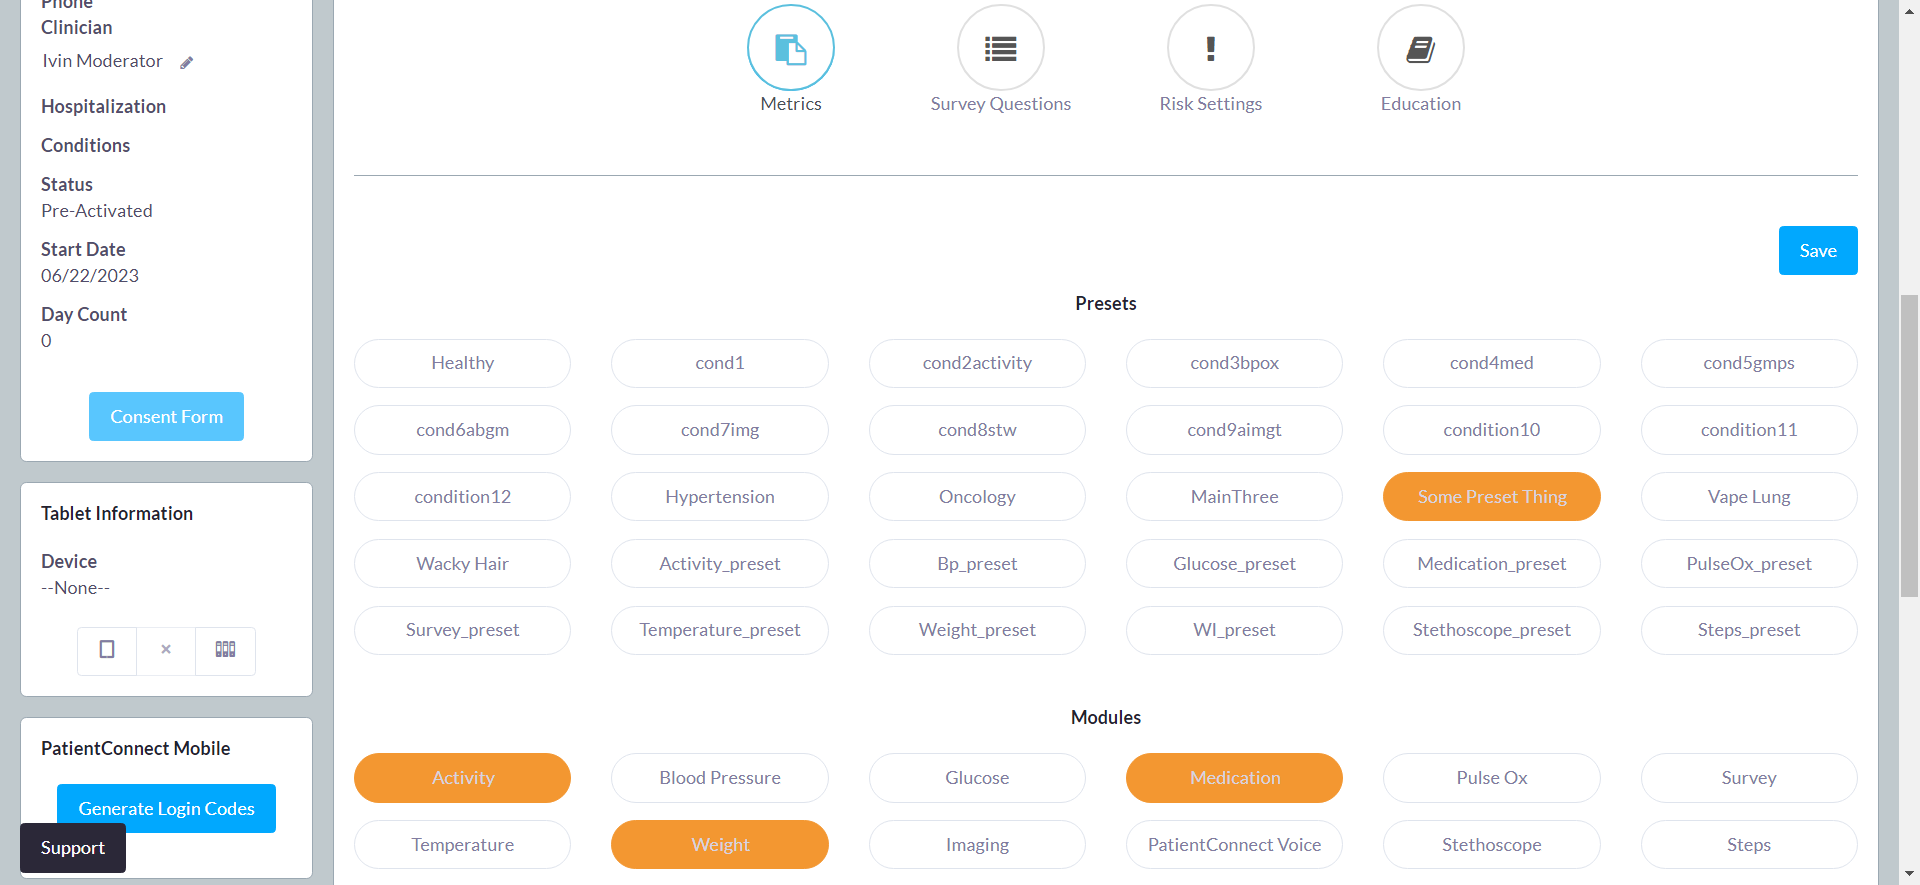 Phone
Clinician
Ivin Moderator
Hospitalization
Conditions
Status
Pre-Activated
Start Date
06/22/2023
Day Count
0
Consent Form
Tablet Information
Device
--None--
PatientConnect Mobile
Generate Login Codes
Support
Metrics
Survey Questions
Risk Settings
Education
Save
Presets
Healthy
cond1
cond2activity
cond3bpox
cond4med
cond5gmps
cond6abgm
cond7img
cond8stw
cond9aimgt
condition10
condition11
condition12
Hypertension
Oncology
MainThree
Some Preset Thing
Vape Lung
Wacky Hair
Activity_preset
Bp_preset
Glucose_preset
Medication_preset
PulseOx_preset
Survey_preset
Temperature_preset
Weight_preset
WI_preset
Stethoscope_preset
Steps_preset
Modules
Activity
Blood Pressure
Glucose
Medication
Pulse Ox
Survey
Temperature
Weight
Imaging
PatientConnect Voice
Stethoscope
Steps